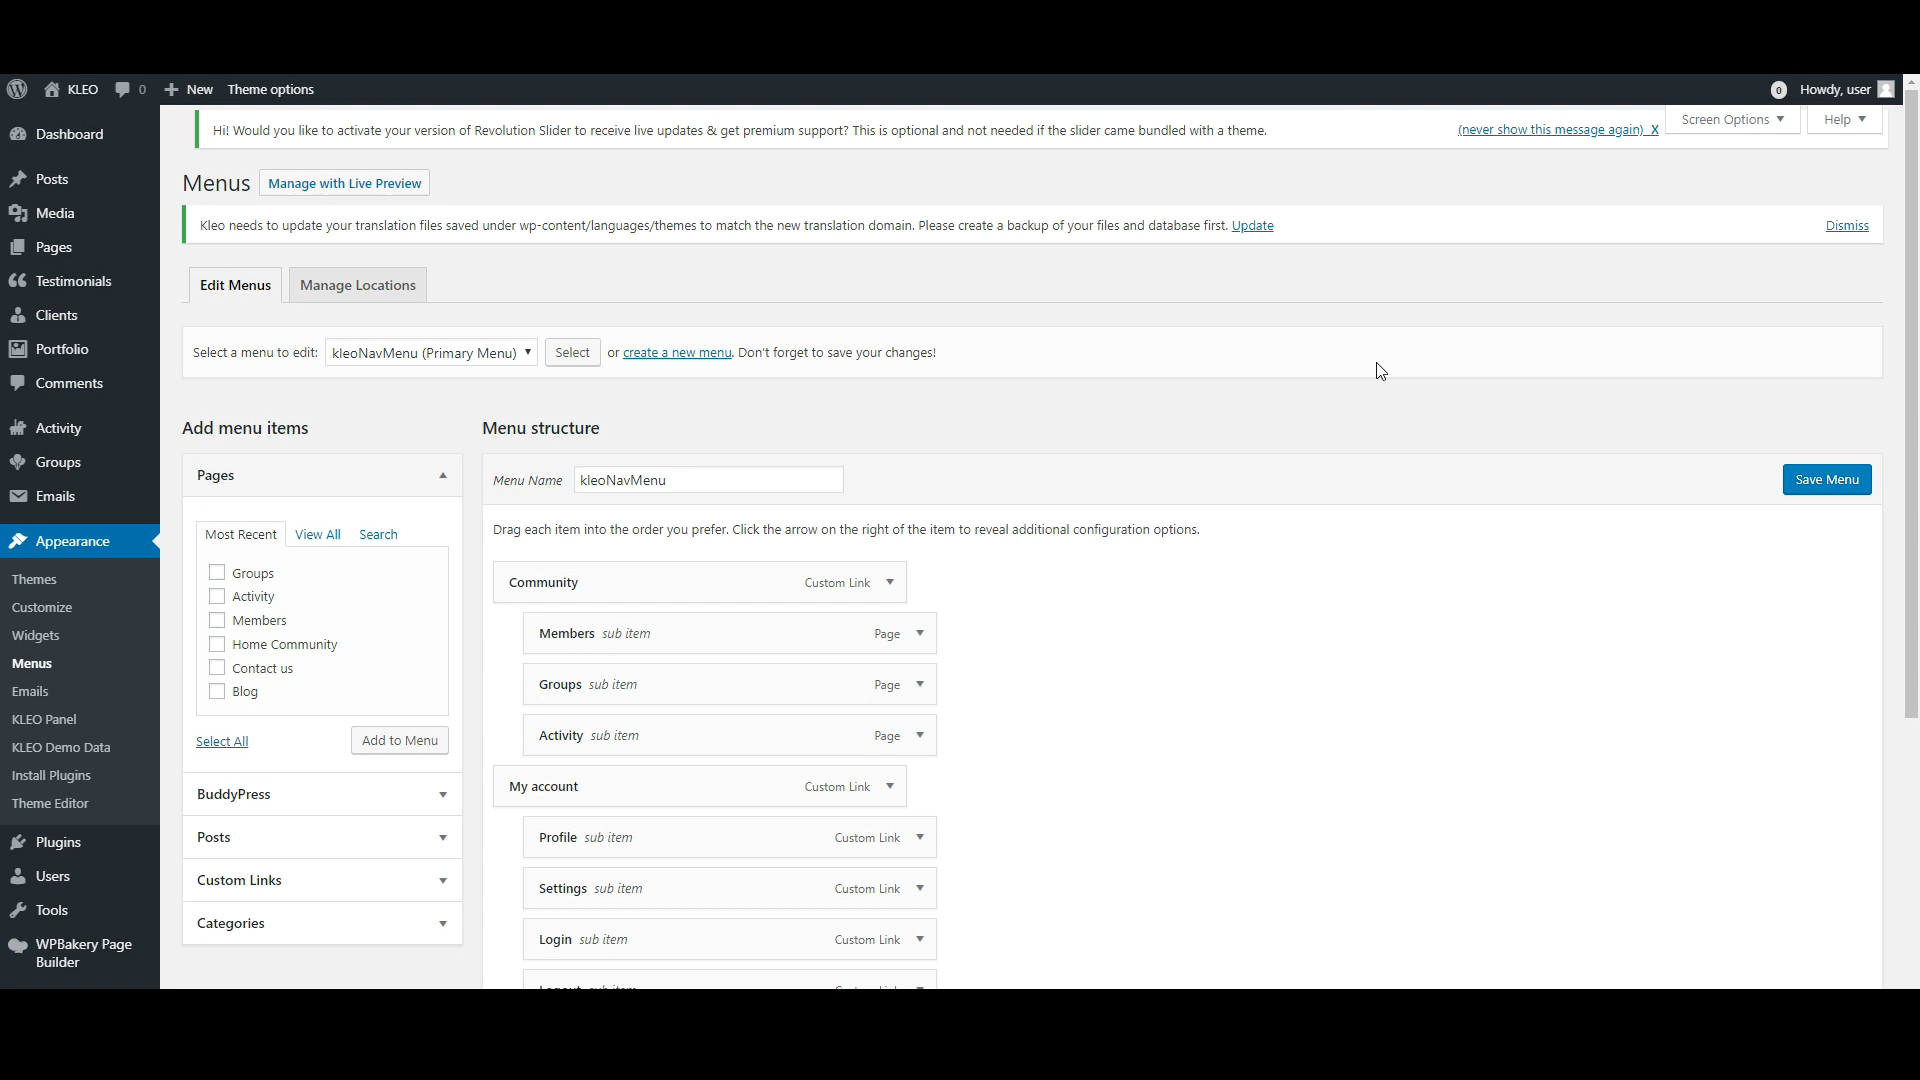 KLEO 0 New Theme options 0 Howdy, user
Dashboard
Posts
Media
Pages
Testimonials
Clients
Portfolio
Comments
Activity
Groups
Emails
Appearance
Themes
Customize
Widgets
Menus
Emails
KLEO Panel
KLEO Demo Data
Install Plugins
Theme Editor
Plugins
Users
Tools
WPBakery Page
Builder
Hi! Would you like to activate your version of Revolution Slider to receive live updates & get premium support? This is optional and not needed if the slider came bundled with a theme. (never show this message again) X
Screen Options Help
Menus Manage with Live Preview
Kleo needs to update your translation files saved under wp-content/languages/themes to match the new translation domain. Please create a backup of your files and database first. Update Dismiss
Edit Menus Manage Locations
Select a menu to edit: kleoNavMenu (Primary Menu) Select or create a new menu. Don't forget to save your changes!
Add menu items
Pages
Most Recent View All Search
Groups
Activity
Members
Home Community
Contact us
Blog
Select All Add to Menu
BuddyPress
Posts
Custom Links
Categories
Menu structure
Menu Name kleoNavMenu Save Menu
Drag each item into the order you prefer. Click the arrow on the right of the item to reveal additional configuration options.
Community Custom Link
Members sub item Page
Groups sub item Page
Activity sub item Page
My account Custom Link
Profile sub item Custom Link
Settings sub item Custom Link
Login sub item Custom Link